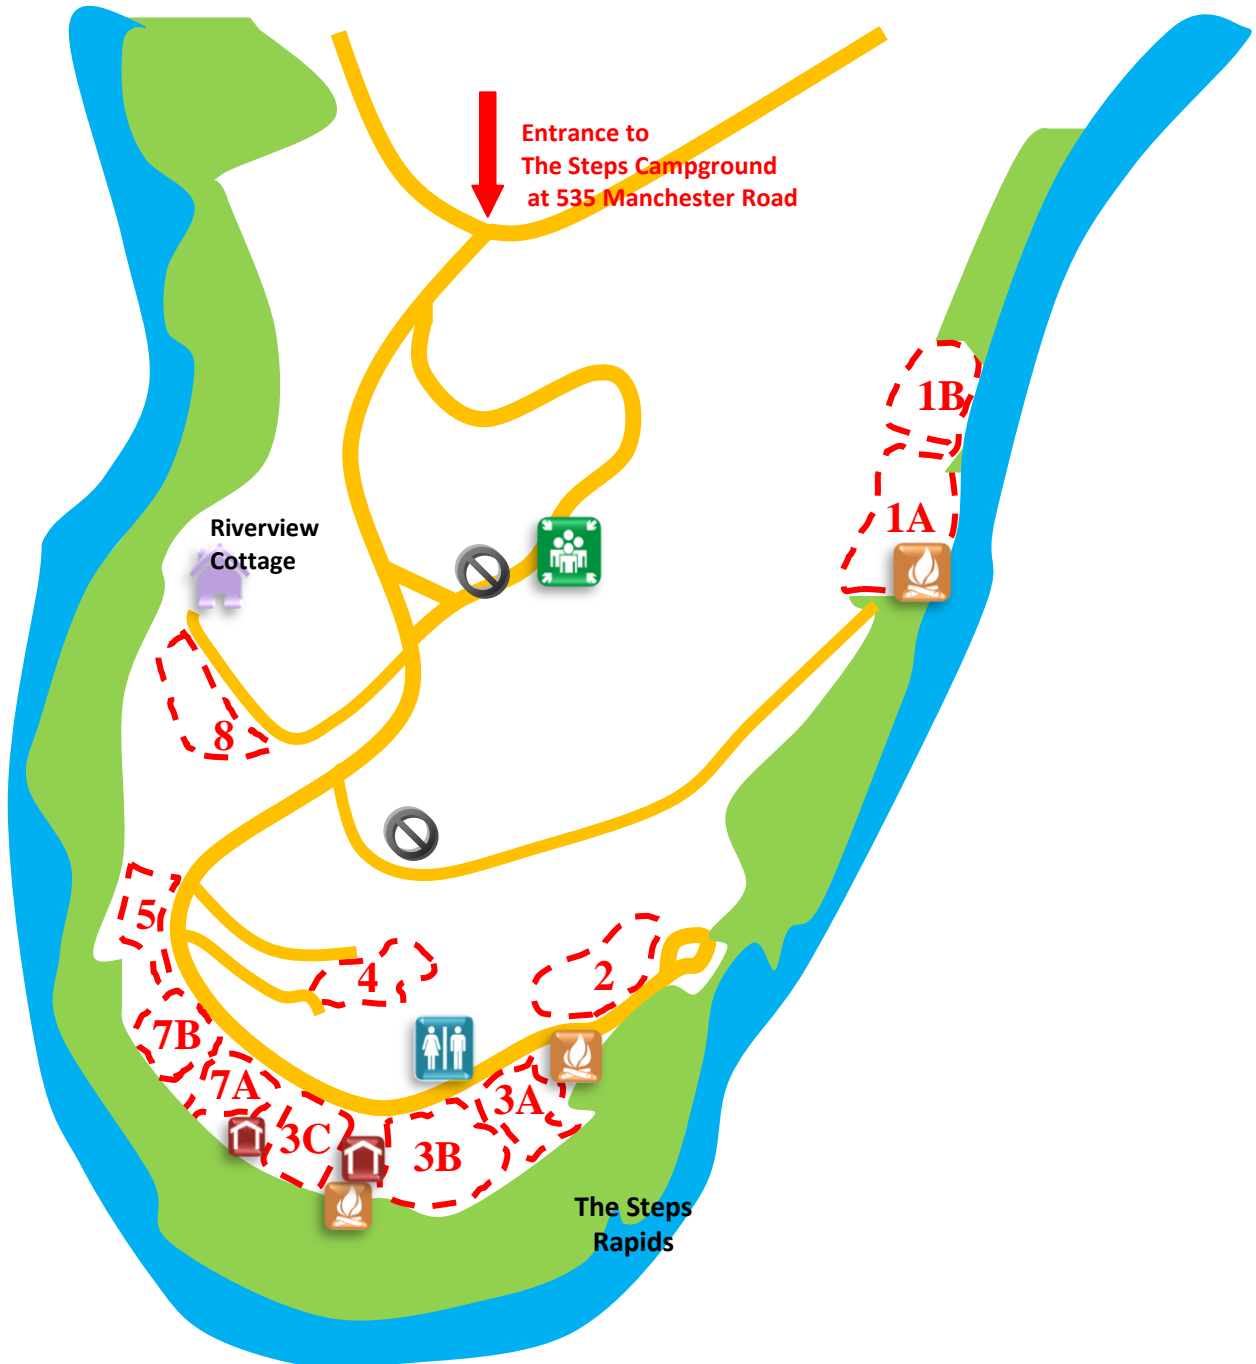 Entrance to
The Steps Campground
at 535 Manchester Road
1B
1A
Riverview
Cottage
8
5
4
2
7B
7A
3A
3C
3B
The Steps
Rapids